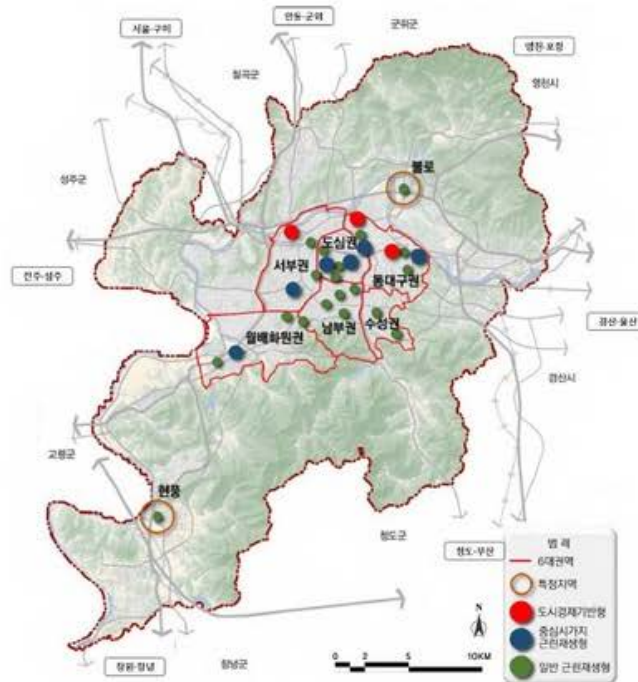 안동·군위
서울·구미
군위군
영천·포항
칠곡군
영천시
성주군
불로
도심권
서부권
동대구권
전주·성주
경산·울산
월배화원권
남부권
수성권
경산시
고령군
현풍
청도군
청도·부산
범 례
6대권역
특정지역
도시경제기반형
중심시가지
근린재생형
일반 근린재생형
N
0 2 5 10KM
창원·창녕
창녕군